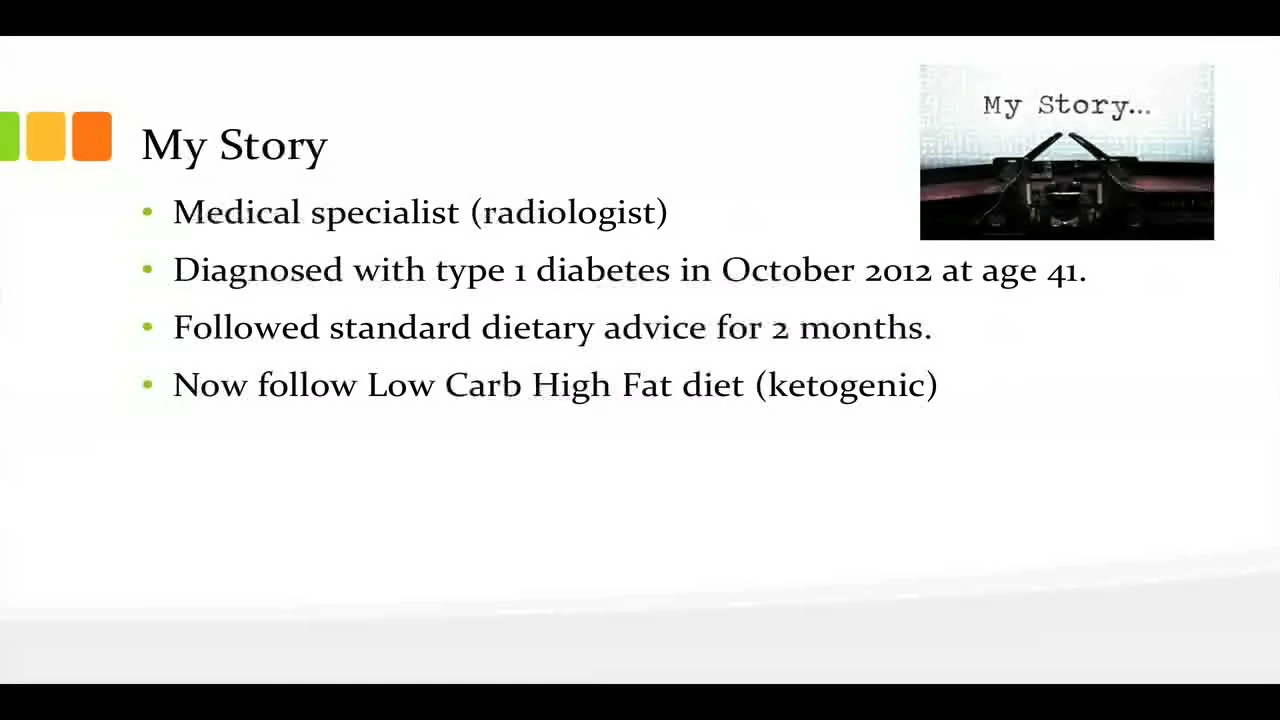 My Story...
My Story
• Medical specialist (radiologist)
• Diagnosed with type 1 diabetes in October 2012 at age 41.
• Followed standard dietary advice for 2 months.
• Now follow Low Carb High Fat diet (ketogenic)